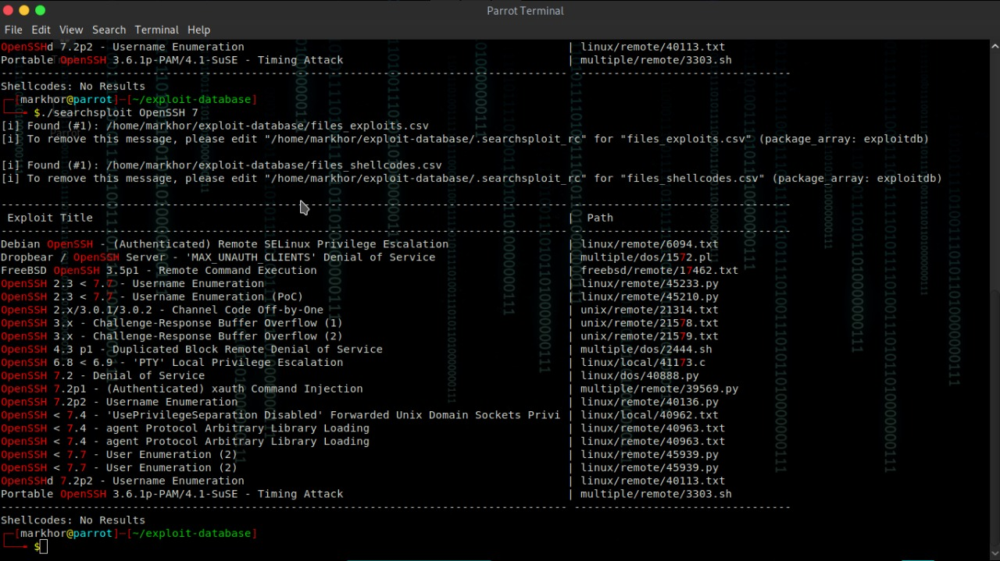 Parrot Terminal
File Edit View Search Terminal Help
OpenSSHd 7.2p2 - Username Enumeration | linux/remote/40113.txt
Portable OpenSSH 3.6.1p-PAM/4.1-SuSE - Timing Attack | multiple/remote/3303.sh
Shellcodes: No Results
[markhor@parrot]-[~/exploit-database]
$./searchsploit OpenSSH 7
[i] Found (#1): /home/markhor/exploit-database/files_exploits.csv
[i] To remove this message, please edit "/home/markhor/exploit-database/.searchsploit_rc" for "files_exploits.csv" (package_array: exploitdb)
[i] Found (#1): /home/markhor/exploit-database/files_shellcodes.csv
[i] To remove this message, please edit "/home/markhor/exploit-database/.searchsploit_rc" for "files_shellcodes.csv" (package_array: exploitdb)
Exploit Title | Path
Debian OpenSSH - (Authenticated) Remote SELinux Privilege Escalation | linux/remote/6094.txt
Dropbear / OpenSSH Server - 'MAX_UNAUTH_CLIENTS' Denial of Service | multiple/dos/1572.pl
FreeBSD OpenSSH 3.5p1 - Remote Command Execution | freebsd/remote/17462.txt
OpenSSH 2.3 < 7.7 - Username Enumeration | linux/remote/45233.py
OpenSSH 2.3 < 7.7 - Username Enumeration (PoC) | linux/remote/45210.py
OpenSSH 2.x/3.0.1/3.0.2 - Channel Code Off-by-One | unix/remote/21314.txt
OpenSSH 3.x - Challenge-Response Buffer Overflow (1) | unix/remote/21578.txt
OpenSSH 3.x - Challenge-Response Buffer Overflow (2) | unix/remote/21579.txt
OpenSSH 4.3 p1 - Duplicated Block Remote Denial of Service | multiple/dos/2444.sh
OpenSSH 6.8 < 6.9 - 'PTY' Local Privilege Escalation | linux/local/41173.c
OpenSSH 7.2 - Denial of Service | linux/dos/40888.py
OpenSSH 7.2p1 - (Authenticated) xauth Command Injection | multiple/remote/39569.py
OpenSSH 7.2p2 - Username Enumeration | linux/remote/40136.py
OpenSSH < 7.4 - 'UsePrivilegeSeparation Disabled' Forwarded Unix Domain Sockets Privi | linux/local/40962.txt
OpenSSH < 7.4 - agent Protocol Arbitrary Library Loading | linux/remote/40963.txt
OpenSSH < 7.4 - agent Protocol Arbitrary Library Loading | linux/remote/40963.txt
OpenSSH < 7.7 - User Enumeration (2) | linux/remote/45939.py
OpenSSH < 7.7 - User Enumeration (2) | linux/remote/45939.py
OpenSSHd 7.2p2 - Username Enumeration | linux/remote/40113.txt
Portable OpenSSH 3.6.1p-PAM/4.1-SuSE - Timing Attack | multiple/remote/3303.sh
Shellcodes: No Results
[markhor@parrot]-[~/exploit-database]
$